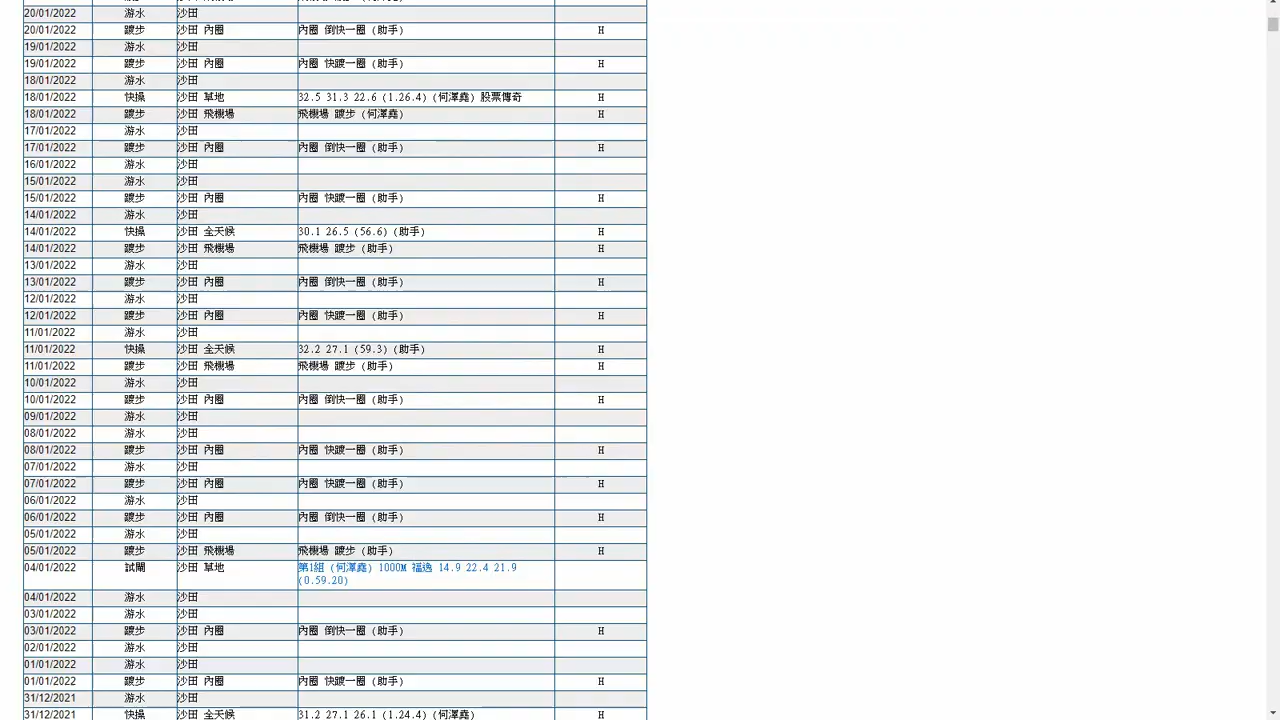 20/01/2022 游水 沙田
20/01/2022 踱步 沙田 內圈 內圈 倒快一圈 (助手) H
19/01/2022 游水 沙田
19/01/2022 踱步 沙田 內圈 內圈 快踱一圈 (助手) H
18/01/2022 游水 沙田
18/01/2022 快操 沙田 草地 32.5 31.3 22.6 (1.26.4) (何澤堯) 股票傳奇 H
18/01/2022 踱步 沙田 飛機場 飛機場 踱步 (何澤堯) H
17/01/2022 游水 沙田
17/01/2022 踱步 沙田 內圈 內圈 倒快一圈 (助手) H
16/01/2022 游水 沙田
15/01/2022 游水 沙田
15/01/2022 踱步 沙田 內圈 內圈 快踱一圈 (助手) H
14/01/2022 游水 沙田
14/01/2022 快操 沙田 全天候 30.1 26.5 (56.6) (助手) H
14/01/2022 踱步 沙田 飛機場 飛機場 踱步 (助手) H
13/01/2022 游水 沙田
13/01/2022 踱步 沙田 內圈 內圈 倒快一圈 (助手) H
12/01/2022 游水 沙田
12/01/2022 踱步 沙田 內圈 內圈 快踱一圈 (助手) H
11/01/2022 游水 沙田
11/01/2022 快操 沙田 全天候 32.2 27.1 (59.3) (助手) H
11/01/2022 踱步 沙田 飛機場 飛機場 踱步 (助手) H
10/01/2022 游水 沙田
10/01/2022 踱步 沙田 內圈 內圈 倒快一圈 (助手) H
09/01/2022 游水 沙田
08/01/2022 游水 沙田
08/01/2022 踱步 沙田 內圈 內圈 快踱一圈 (助手) H
07/01/2022 游水 沙田
07/01/2022 踱步 沙田 內圈 內圈 快踱一圈 (助手) H
06/01/2022 游水 沙田
06/01/2022 踱步 沙田 內圈 內圈 倒快一圈 (助手) H
05/01/2022 游水 沙田
05/01/2022 踱步 沙田 飛機場 飛機場 踱步 (助手) H
04/01/2022 試閘 沙田 草地 第1組 (何澤堯) 1000M 福逸 14.9 22.4 21.9
(0.59.20)
04/01/2022 游水 沙田
03/01/2022 游水 沙田
03/01/2022 踱步 沙田 內圈 內圈 倒快一圈 (助手) H
02/01/2022 游水 沙田
01/01/2022 游水 沙田
01/01/2022 踱步 沙田 內圈 內圈 快踱一圈 (助手) H
31/12/2021 游水 沙田
31/12/2021 快操 沙田 全天候 31.2 27.1 26.1 (1.24.4) (何澤堯) H